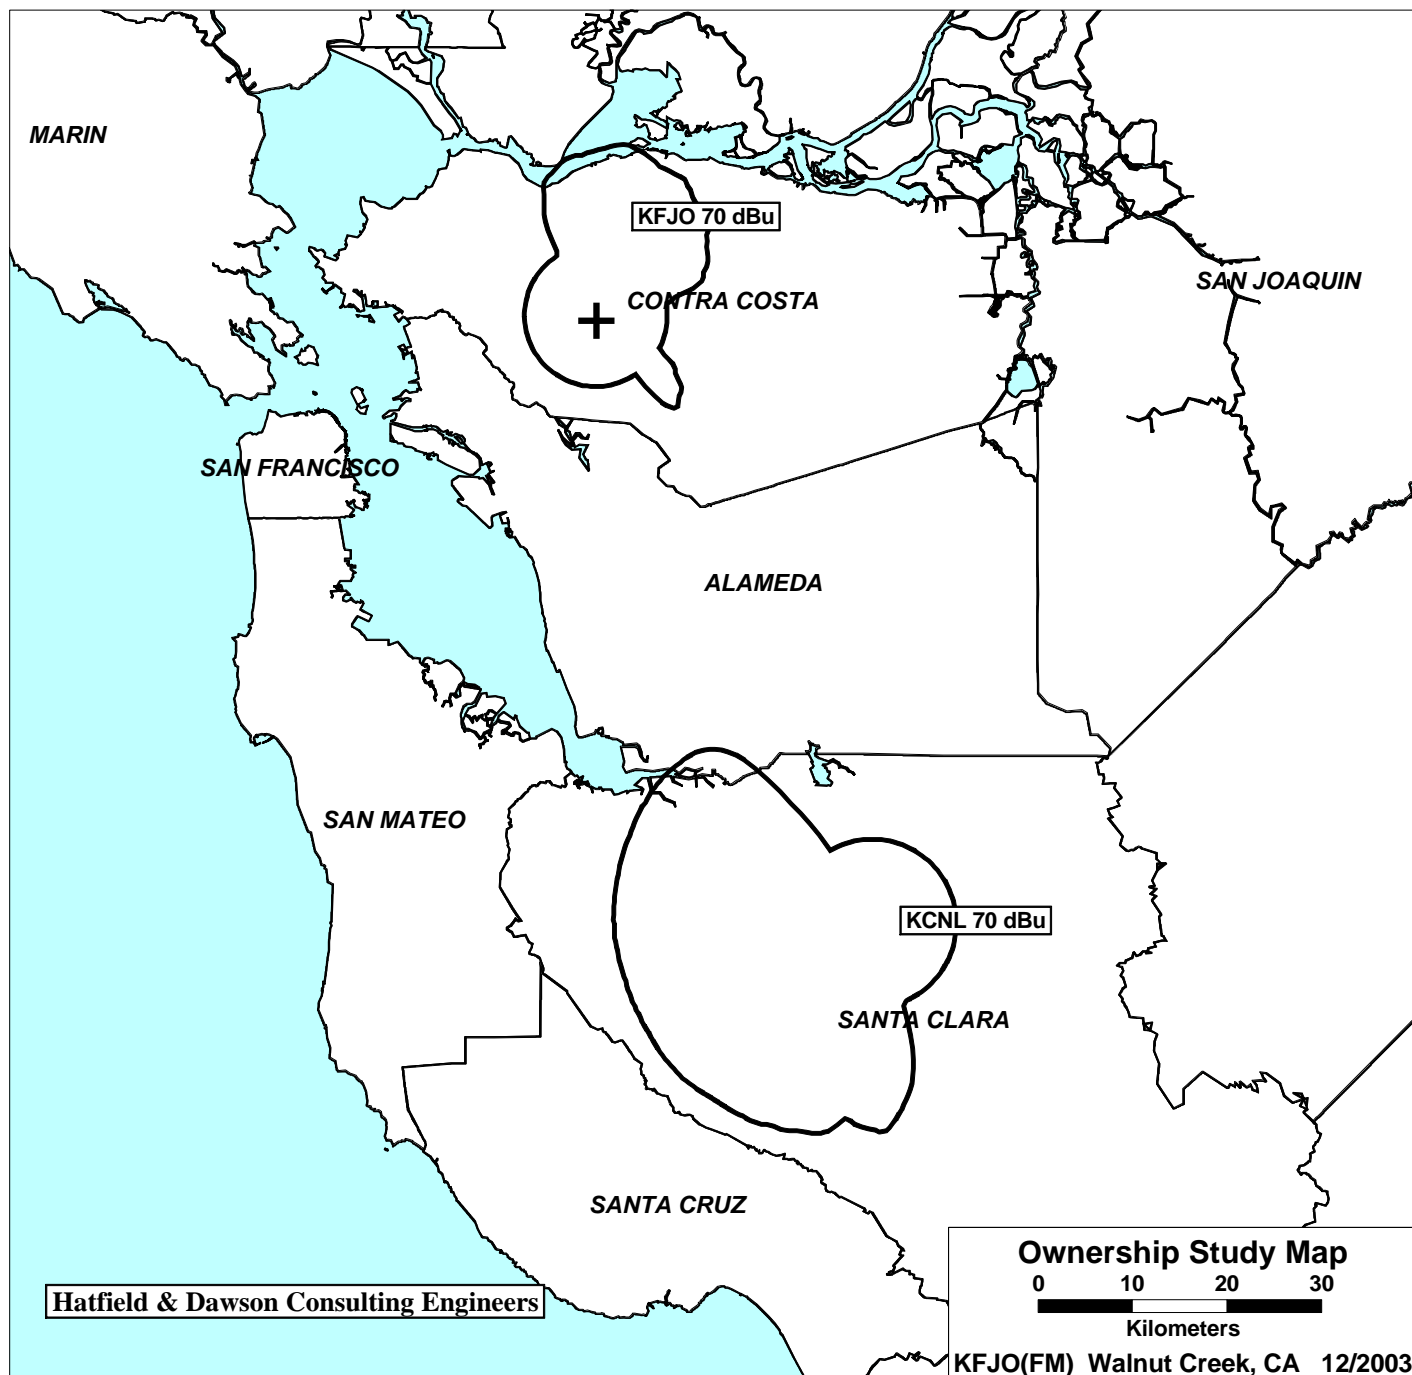 MARIN
KFJO 70 dBu
SAN JOAQUIN
CONTRA COSTA
SAN FRANCISCO
ALAMEDA
SAN MATEO
KCNL 70 dBu
SANTA CLARA
SANTA CRUZ
Ownership Study Map
0 10 20 30
Kilometers
Hatfield & Dawson Consulting Engineers
KFJO(FM) Walnut Creek, CA 12/2003